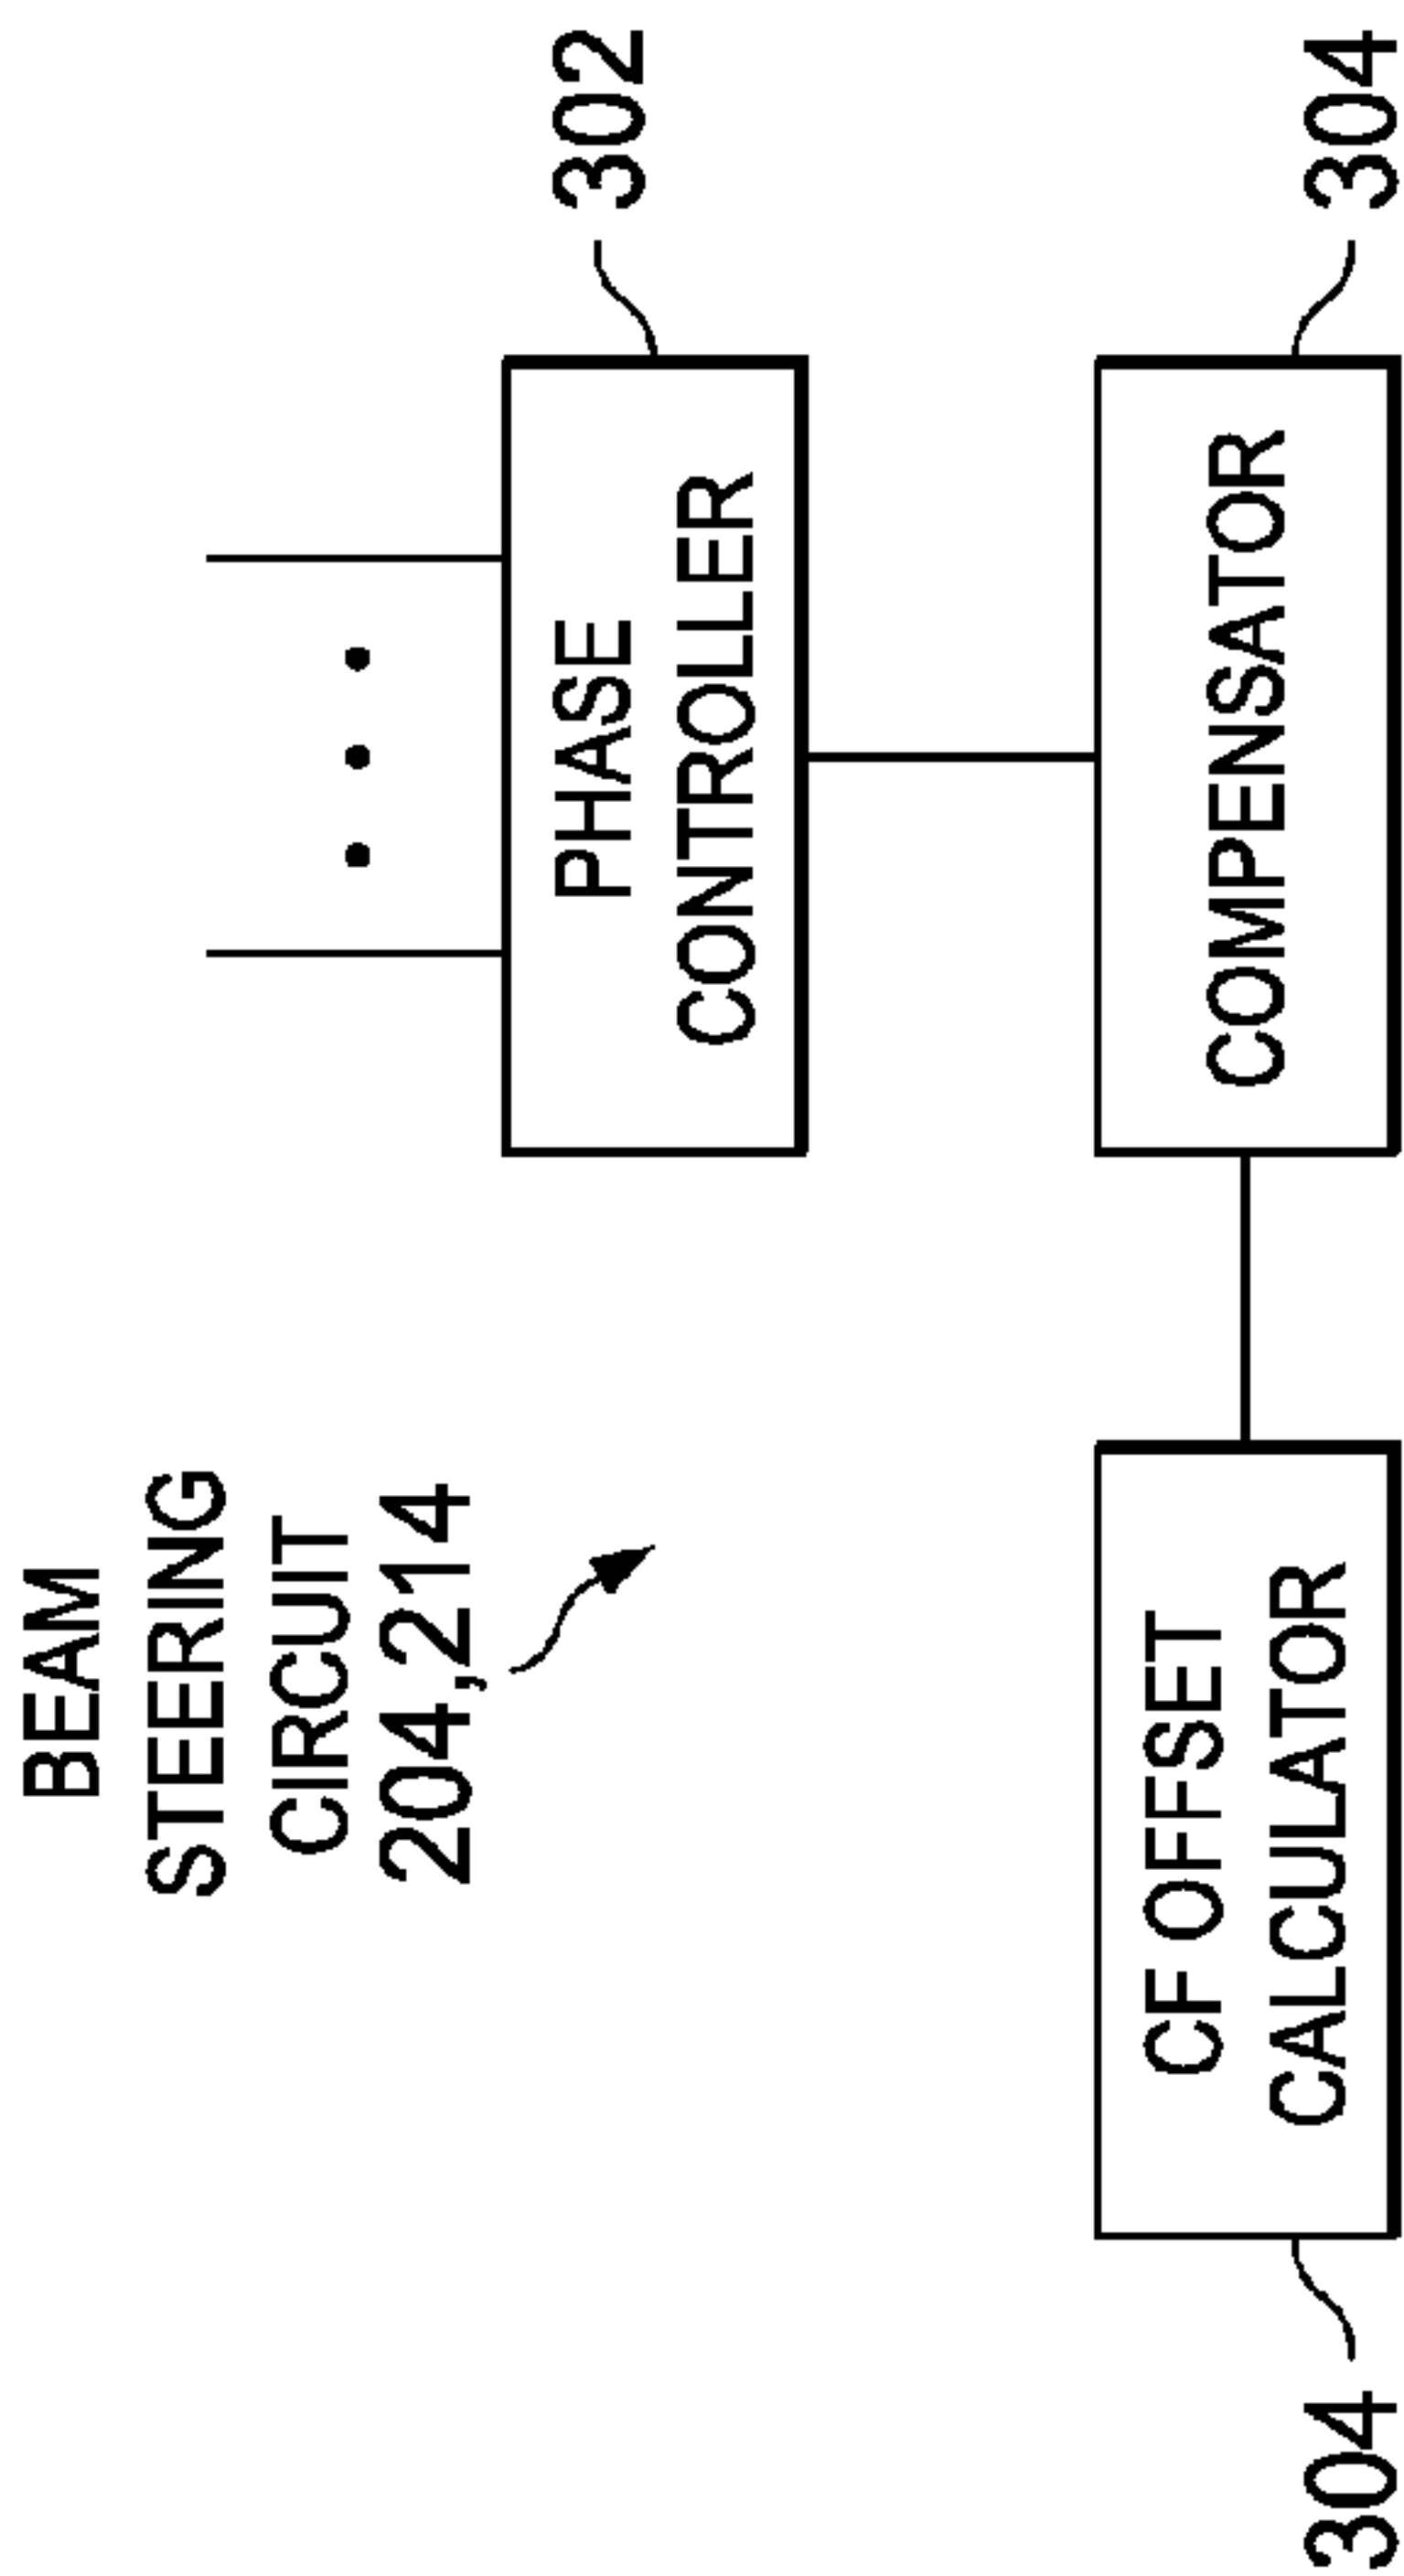 BEAM
STEERING
CIRCUIT
204,214
PHASE
CONTROLLER
302
CF OFFSET
CALCULATOR
304
COMPENSATOR
304